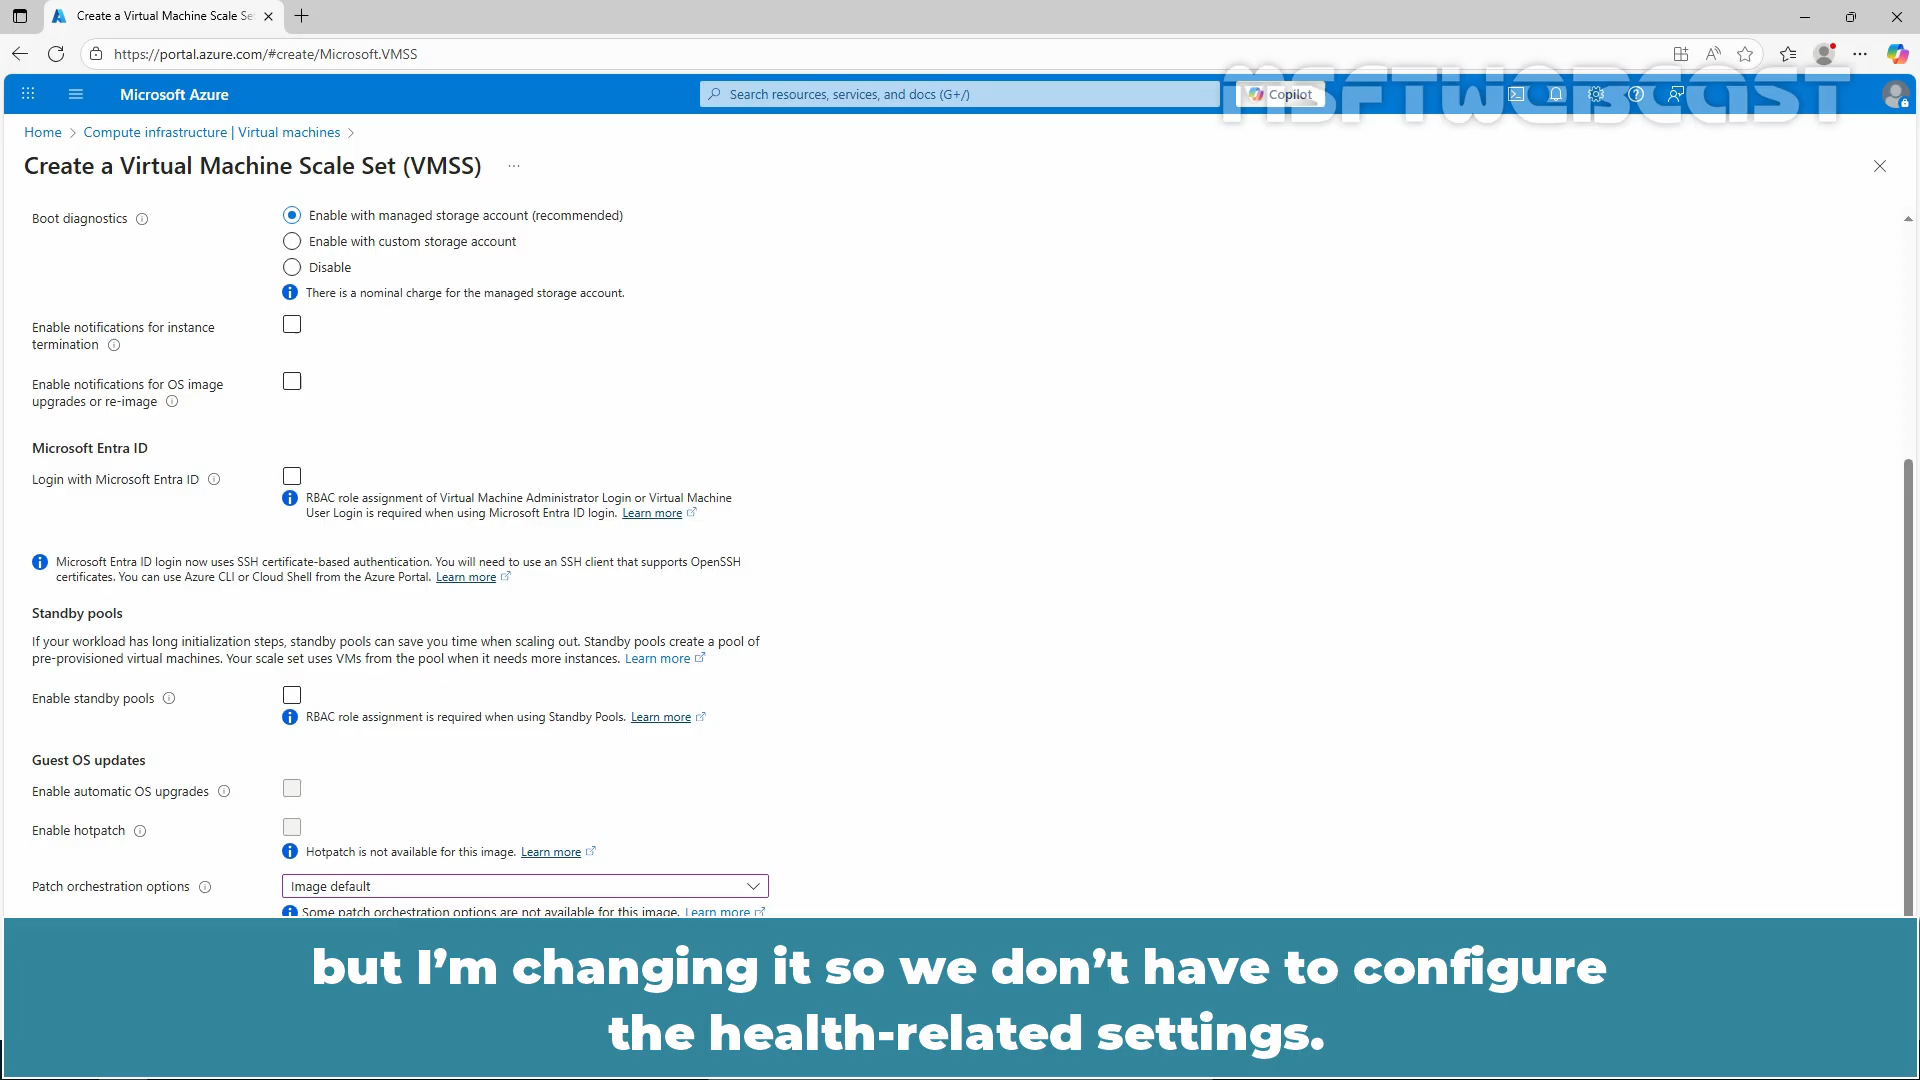 Create a Virtual Machine Scale Se
https://portal.azure.com/#create/Microsoft.VMSS
Microsoft Azure
Search resources, services, and docs (G+/)
Copilot
MSFTWEBCAST
Home > Compute infrastructure | Virtual machines >
Create a Virtual Machine Scale Set (VMSS) ...
Boot diagnostics
Enable with managed storage account (recommended)
Enable with custom storage account
Disable
There is a nominal charge for the managed storage account.
Enable notifications for instance
termination
Enable notifications for OS image
upgrades or re-image
Microsoft Entra ID
Login with Microsoft Entra ID
RBAC role assignment of Virtual Machine Administrator Login or Virtual Machine
User Login is required when using Microsoft Entra ID login. Learn more
Microsoft Entra ID login now uses SSH certificate-based authentication. You will need to use an SSH client that supports OpenSSH
certificates. You can use Azure CLI or Cloud Shell from the Azure Portal. Learn more
Standby pools
If your workload has long initialization steps, standby pools can save you time when scaling out. Standby pools create a pool of
pre-provisioned virtual machines. Your scale set uses VMs from the pool when it needs more instances. Learn more
Enable standby pools
RBAC role assignment is required when using Standby Pools. Learn more
Guest OS updates
Enable automatic OS upgrades
Enable hotpatch
Hotpatch is not available for this image. Learn more
Patch orchestration options
Image default
Some patch orchestration options are not available for this image. Learn more
but I'm changing it so we don't have to configure
the health-related settings.